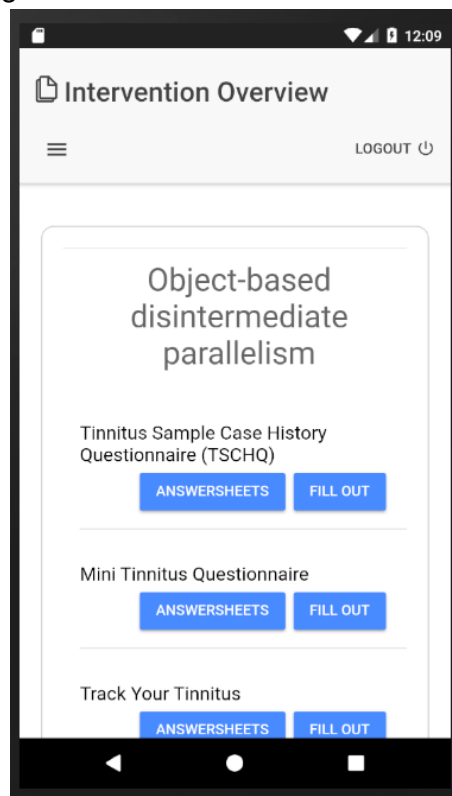 12:09
Intervention Overview
LOGOUT
Object-based
disintermediate
parallelism
Tinnitus Sample Case History
Questionnaire (TSCHQ)
ANSWERSHEETS FILL OUT
Mini Tinnitus Questionnaire
ANSWERSHEETS FILL OUT
Track Your Tinnitus
ANSWERSHEETS FILL OUT